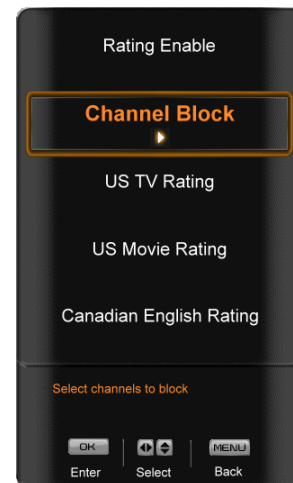 Rating Enable
Channel Block
US TV Rating
US Movie Rating
Canadian English Rating
Select channels to block
OK MENU
Enter Select Back